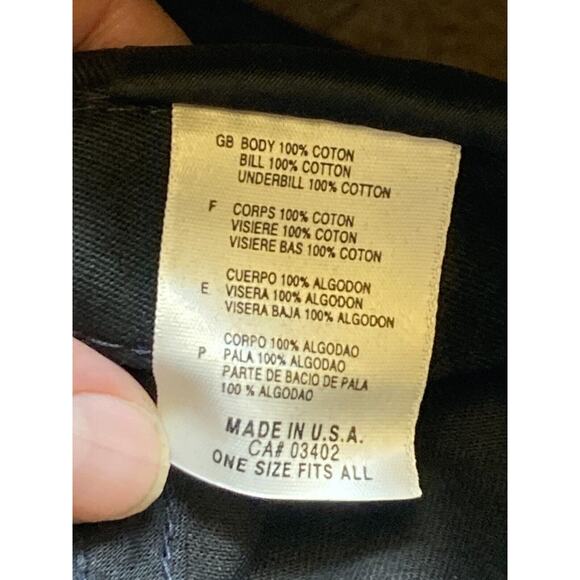 GB BODY 100% COTON
BILL 100% COTTON
UNDERBILL 100% COTTON
F CORPS 100% COTON
VISIERE 100% COTON
VISIERE BAS 100% COTON
CUERPO 100% ALGODON
E VISERA 100% ALGODON
VISERA BAJA 100% ALGODON
CORPO 100% ALGODAO
P PALA 100% ALGODAO
PARTE DE BACIO DE PALA
100 % ALGODAO
MADE IN U.S.A.
CA# 03402
ONE SIZE FITS ALL